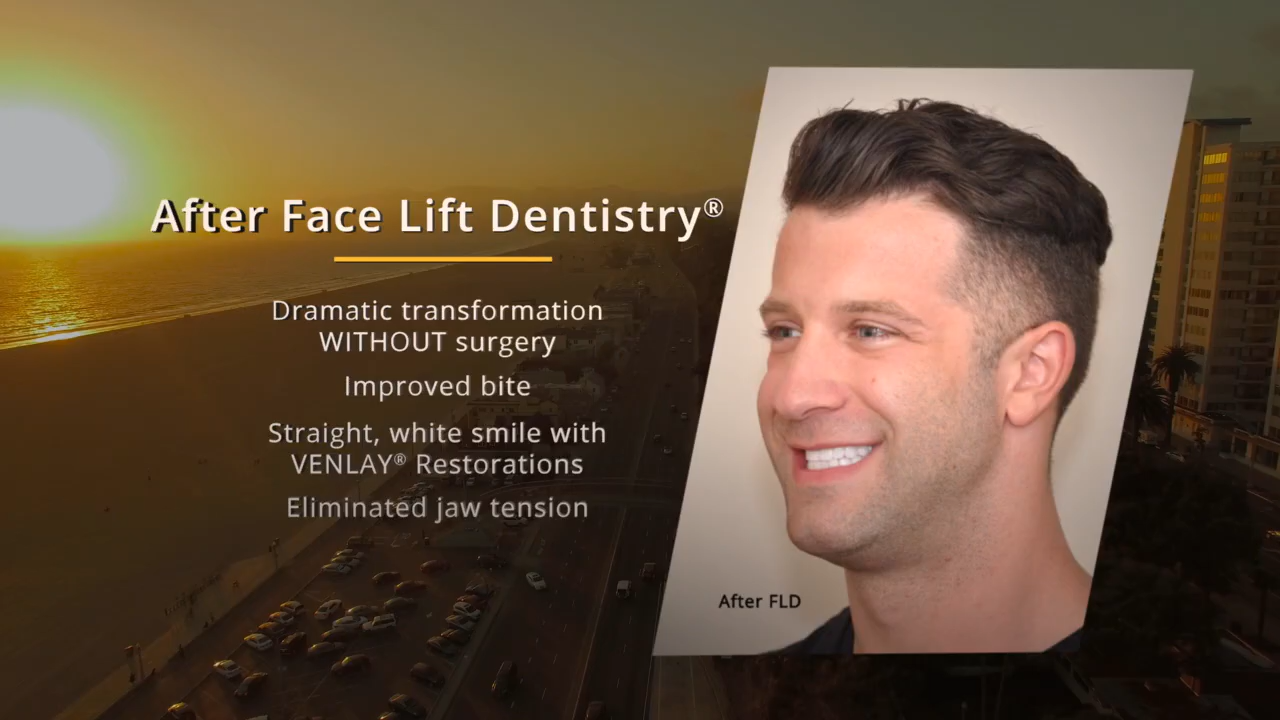 After Face Lift Dentistry®
Dramatic transformation
WITHOUT surgery
Improved bite
Straight, white smile with
VENLAY® Restorations
Eliminated jaw tension
After FLD